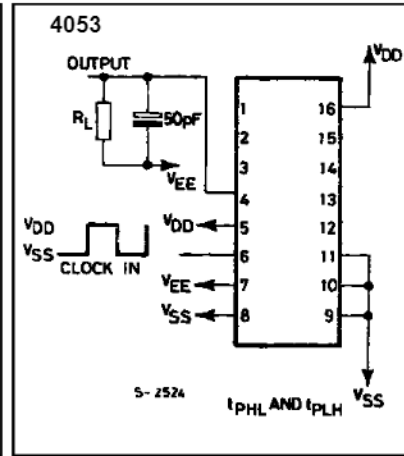 4053
OUTPUT
VDD
RL
50pF
VEE
1
2
3
4
5
6
7
8
16
15
14
13
12
11
10
9
VDD
VSS
CLOCK IN
VDD
VEE
VSS
VSS
S-2524
tPHL AND tPLH